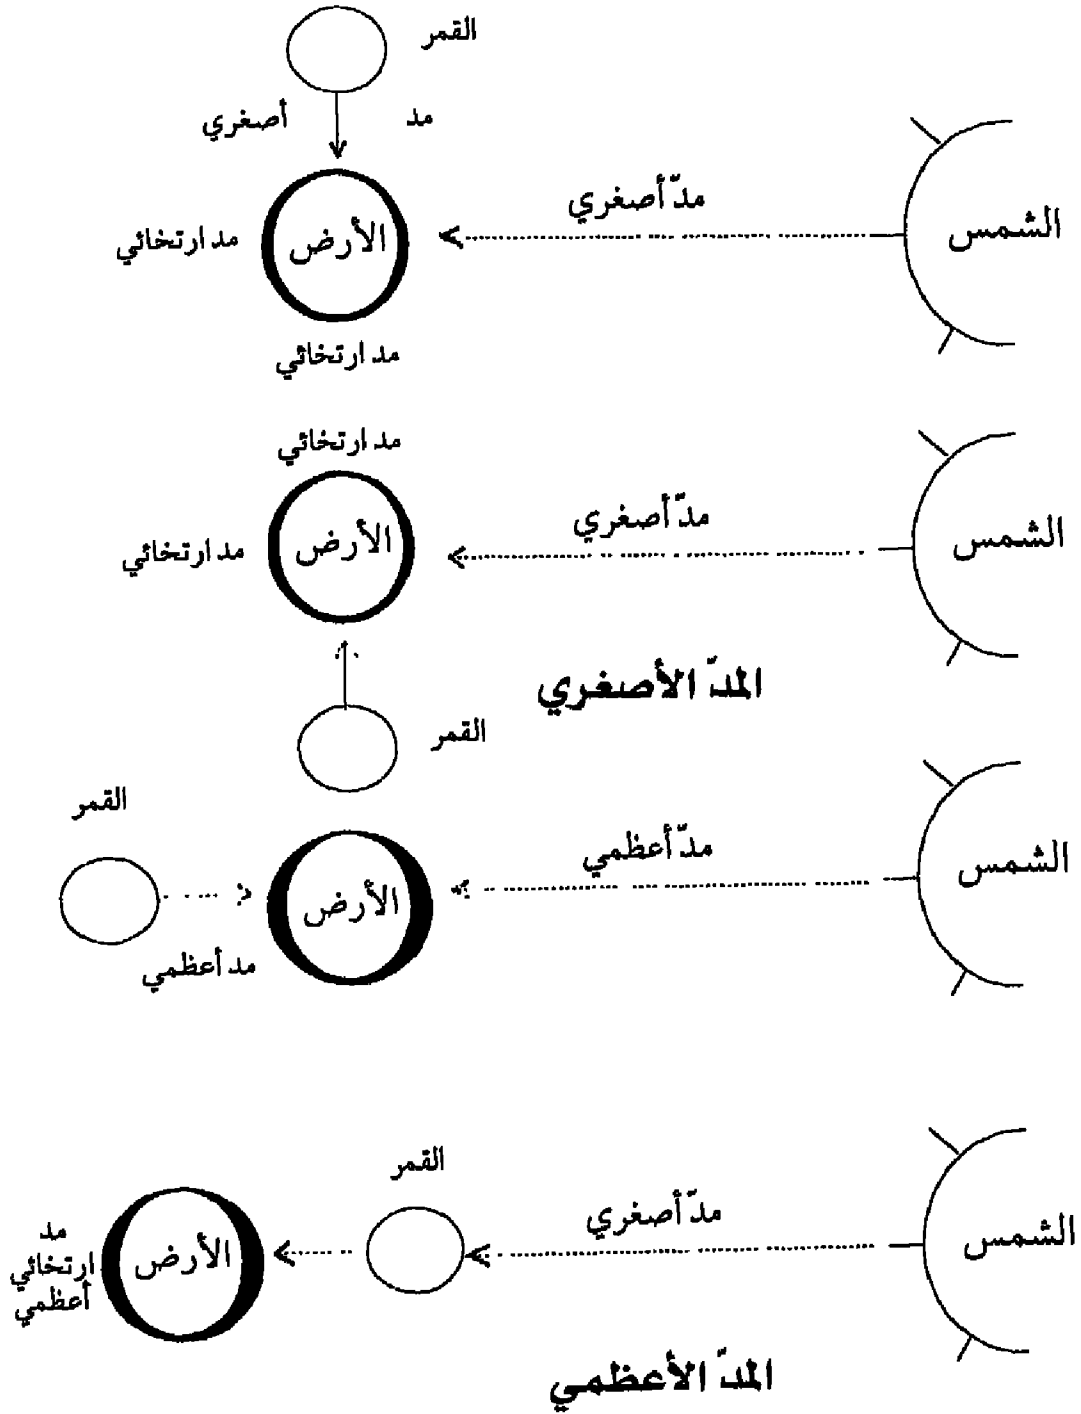 القمر
مد أصغري
مدّ أصغري
الشمس
الأرض
مد ارتخائي
مد ارتخائي
مد ارتخائي
مدّ أصغري
الشمس
الأرض
مد ارتخائي
المدّ الأصغري
القمر
القمر
مدّ أعظمي
الشمس
الأرض
مد أعظمي
القمر
مدّ أصغري
الشمس
الأرض
مد
ارتخائي
أعظمي
المدّ الأعظمي